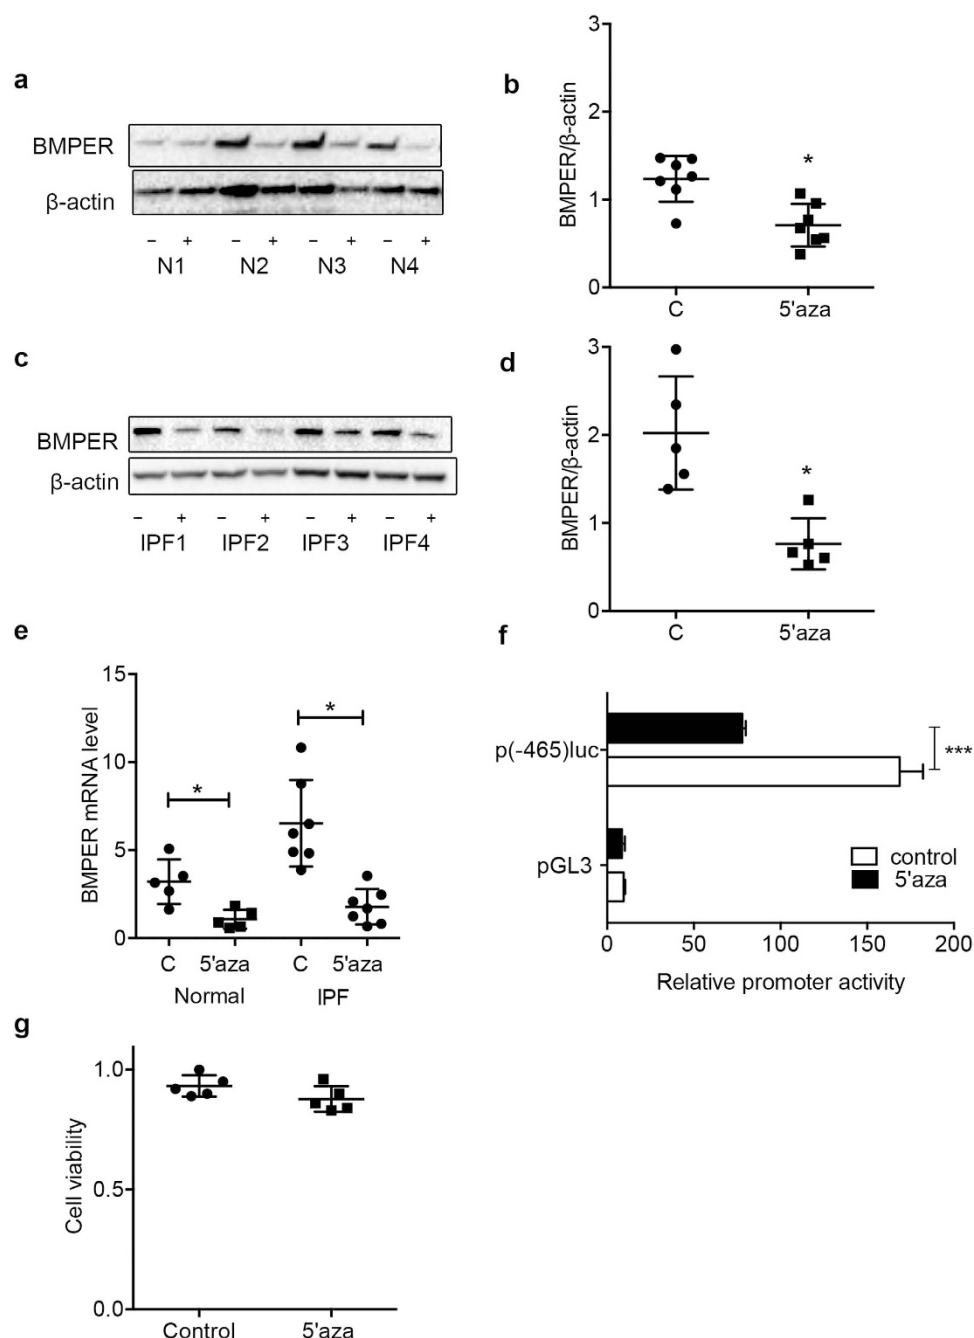 a
BMPER
β-actin
− + − + − + − +
N1 N2 N3 N4
b
BMPER/β-actin
3
2
1
0
*
C 5'aza
c
BMPER
β-actin
− + − + − + − +
IPF1 IPF2 IPF3 IPF4
d
BMPER/β-actin
3
2
1
0
*
C 5'aza
e
BMPER mRNA level
15
10
5
0
* *
C 5'aza C 5'aza
Normal IPF
f
p(-465)luc
***
pGL3
control
5'aza
0 50 100 150 200
Relative promoter activity
g
Cell viability
1.0
0.5
0.0
Control 5'aza